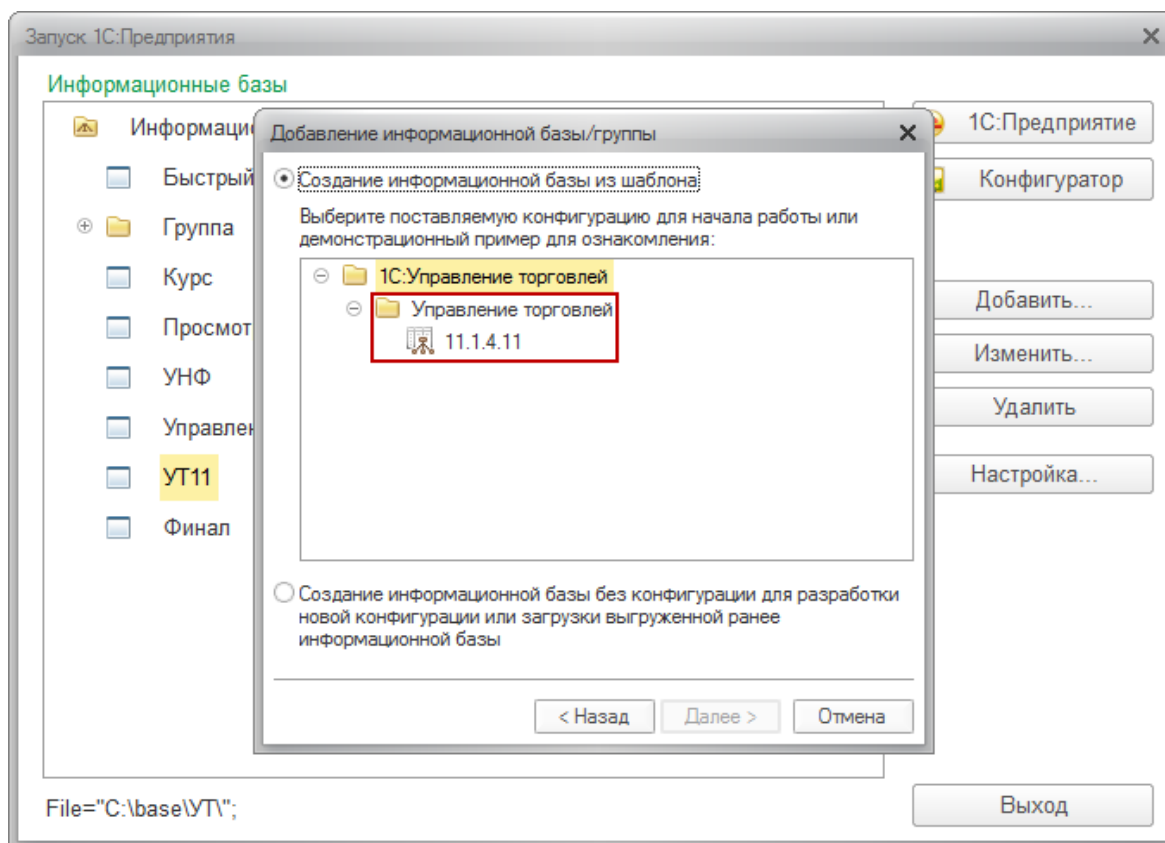 Запуск 1С:Предприятия
Информационные базы
Информаци
Быстрый
Группа
Курс
Просмот
УНФ
Управлен
УТ11
Финал
Добавление информационной базы/группы
Создание информационной базы из шаблона
Выберите поставляемую конфигурацию для начала работы или
демонстрационный пример для ознакомления:
1С:Управление торговлей
Управление торговлей
11.1.4.11
Создание информационной базы без конфигурации для разработки
новой конфигурации или загрузки выгруженной ранее
информационной базы
< Назад
Далее >
Отмена
1С:Предприятие
Конфигуратор
Добавить...
Изменить...
Удалить
Настройка...
File="C:\base\УТ\";
Выход